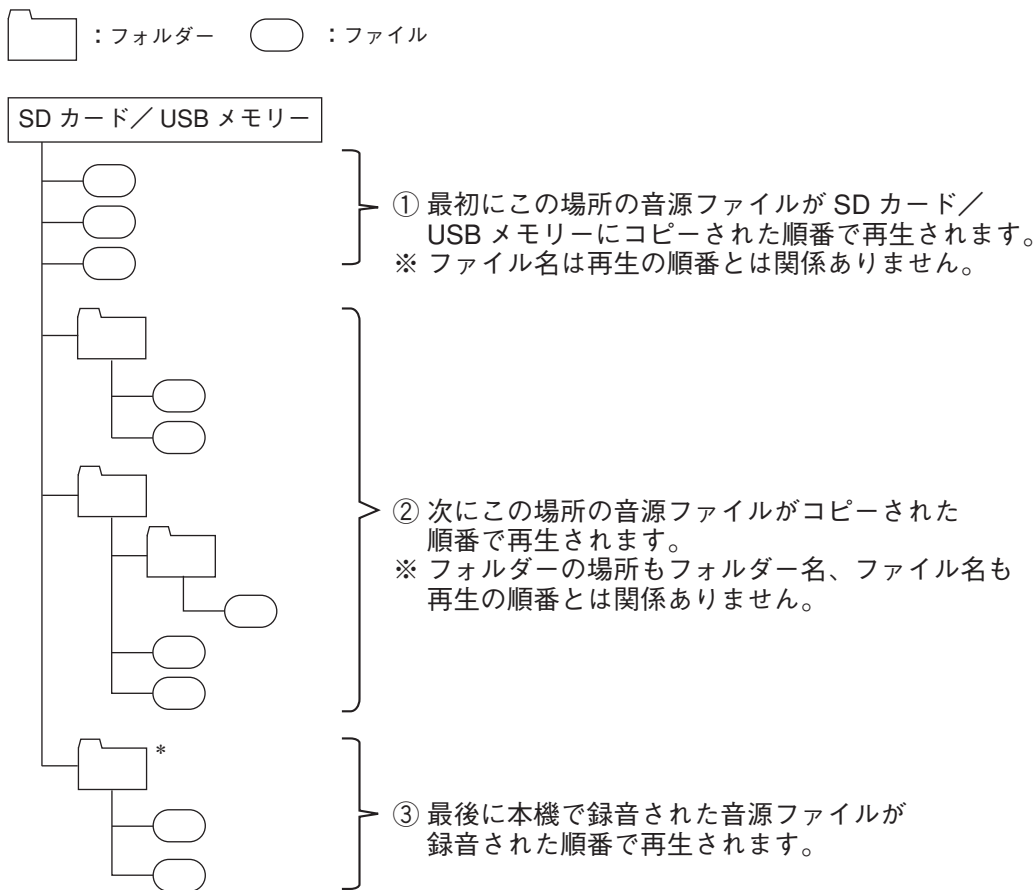 ：フォルダー ：ファイル
SD カード／ USB メモリー
① 最初にこの場所の音源ファイルが SD カード／
USB メモリーにコピーされた順番で再生されます。
※ ファイル名は再生の順番とは関係ありません。
② 次にこの場所の音源ファイルがコピーされた
順番で再生されます。
※ フォルダーの場所もフォルダー名、ファイル名も
再生の順番とは関係ありません。
*
③ 最後に本機で録音された音源ファイルが
録音された順番で再生されます。